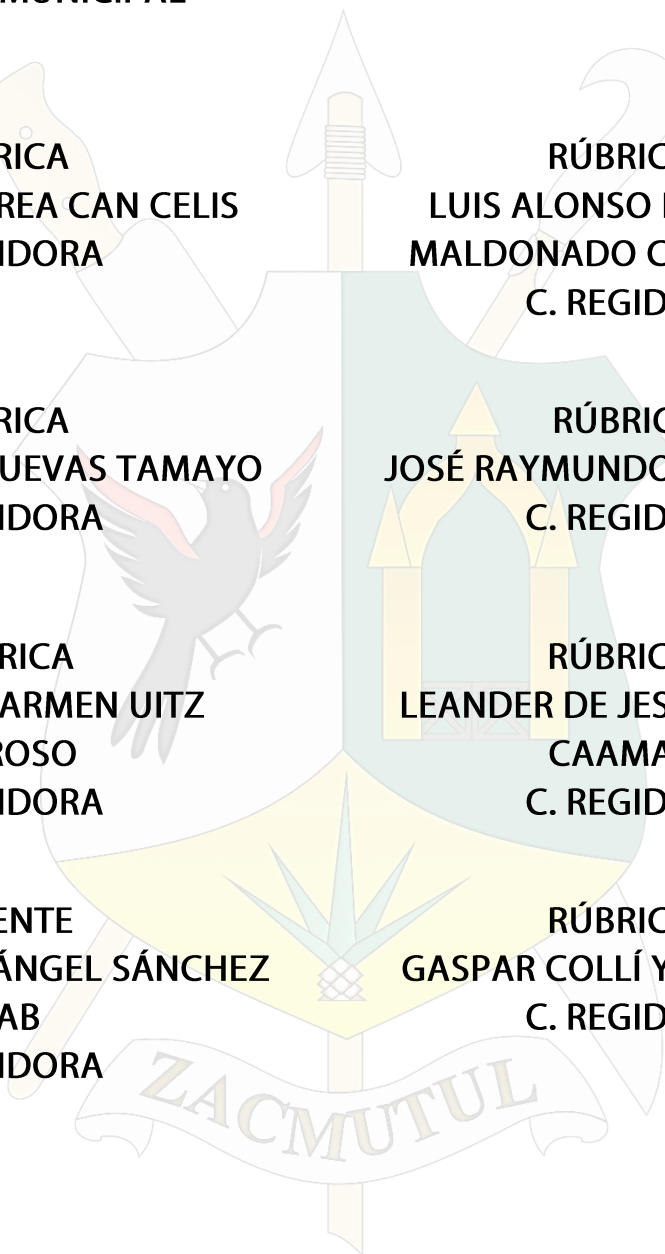 MUNICIPAL
RICA
REA CAN CELIS
IDORA
RÚBRIC
LUIS ALONSO
MALDONADO C
C. REGID
RICA
UEVAS TAMAYO
IDORA
RÚBRIC
JOSÉ RAYMUNDO
C. REGID
RICA
ARMEN UITZ
ROSO
IDORA
RÚBRIC
LEANDER DE JES
CAAMA
C. REGID
ENTE
ÁNGEL SÁNCHEZ
AB
IDORA
RÚBRIC
GASPAR COLLÍ Y
C. REGID
ZACMUTUL